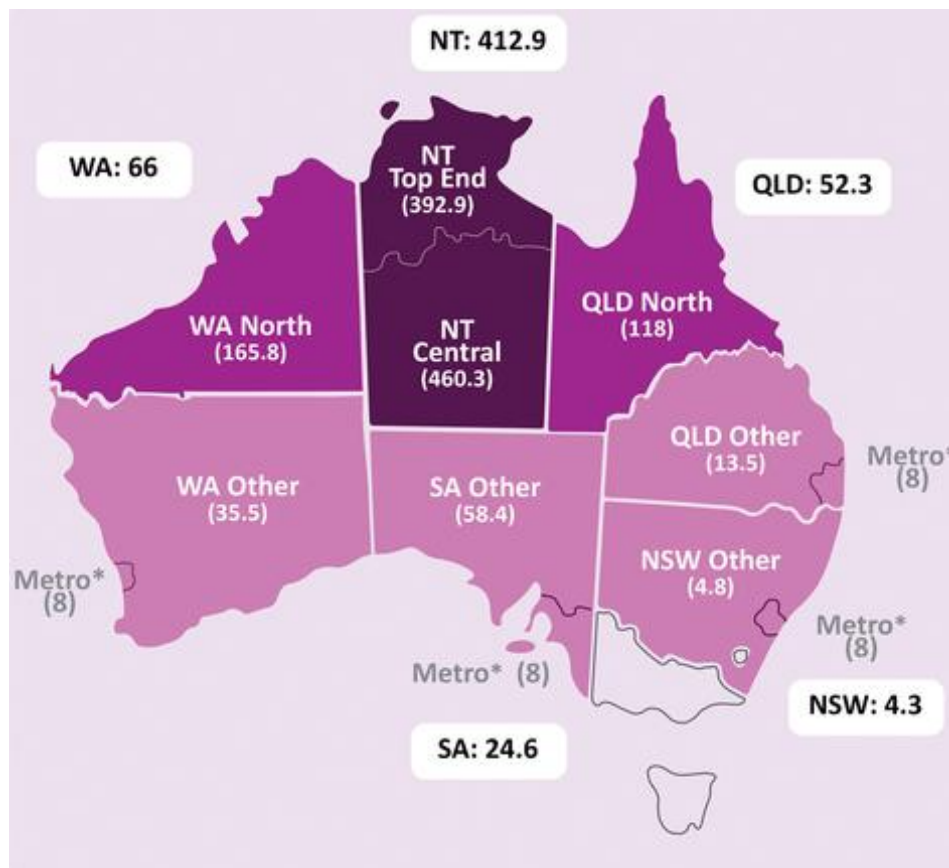 NT: 412.9
WA: 66
NT
Top End
(392.9)
QLD: 52.3
WA North
(165.8)
NT
Central
(460.3)
QLD North
(118)
QLD Other
(13.5)
Metro*
(8)
WA Other
(35.5)
SA Other
(58.4)
NSW Other
(4.8)
Metro*
(8)
Metro*
(8)
Metro* (8)
NSW: 4.3
SA: 24.6